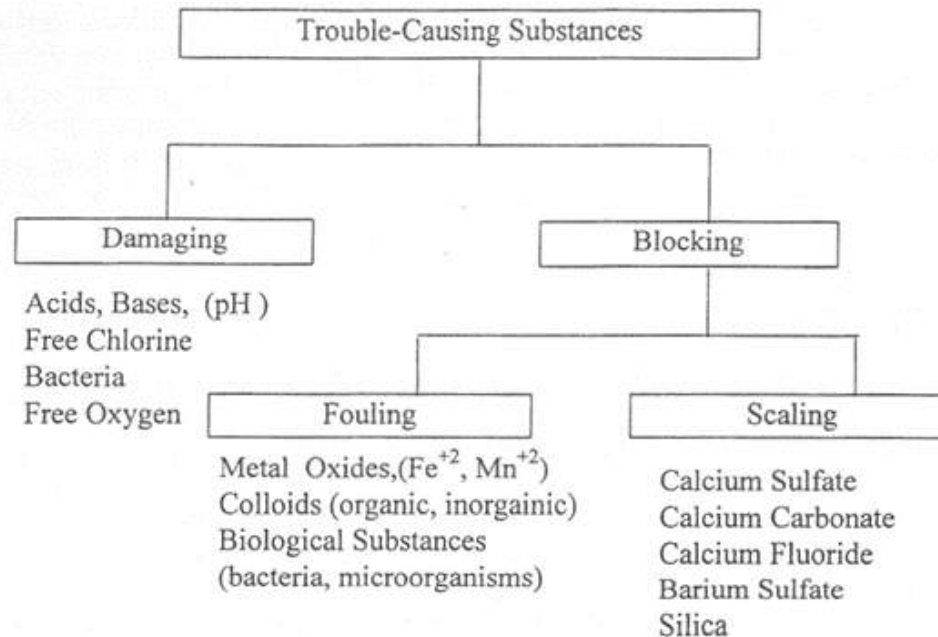 Trouble-Causing Substances
Damaging
Acids, Bases, (pH )
Free Chlorine
Bacteria
Free Oxygen
Blocking
Fouling
Metal Oxides,(Fe⁺², Mn⁺²)
Colloids (organic, inorgainic)
Biological Substances
(bacteria, microorganisms)
Scaling
Calcium Sulfate
Calcium Carbonate
Calcium Fluoride
Barium Sulfate
Silica